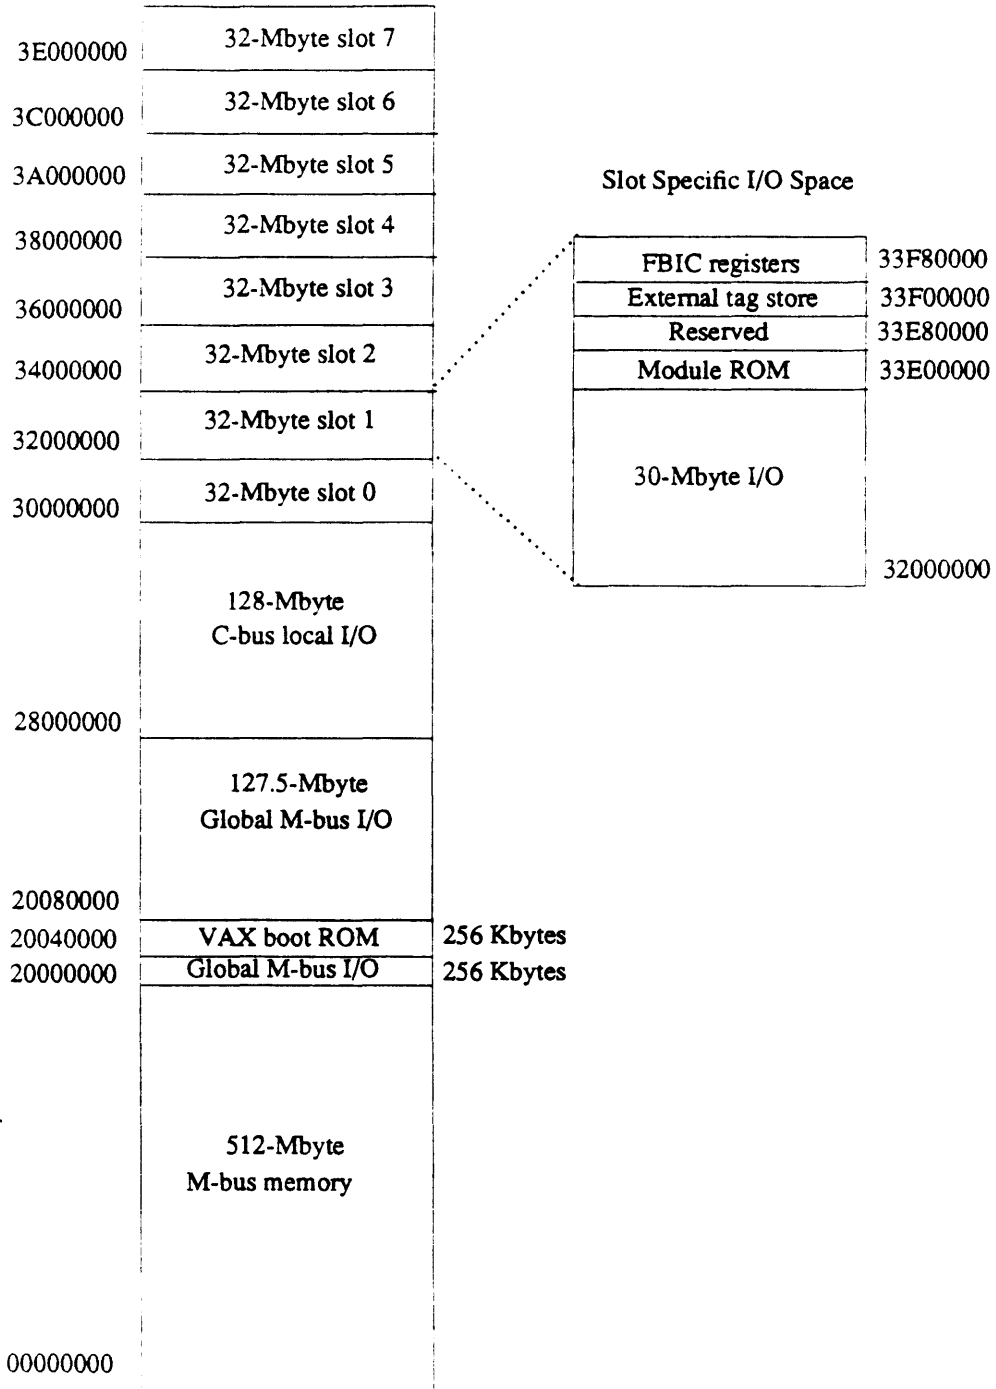 3E000000 32-Mbyte slot 7
3C000000 32-Mbyte slot 6
3A000000 32-Mbyte slot 5
38000000 32-Mbyte slot 4
36000000 32-Mbyte slot 3
34000000 32-Mbyte slot 2
32000000 32-Mbyte slot 1
30000000 32-Mbyte slot 0
128-Mbyte
C-bus local I/O
28000000
127.5-Mbyte
Global M-bus I/O
20080000
20040000 VAX boot ROM 256 Kbytes
20000000 Global M-bus I/O 256 Kbytes
512-Mbyte
M-bus memory
00000000
Slot Specific I/O Space
FBIC registers 33F80000
External tag store 33F00000
Reserved 33E80000
Module ROM 33E00000
30-Mbyte I/O
32000000